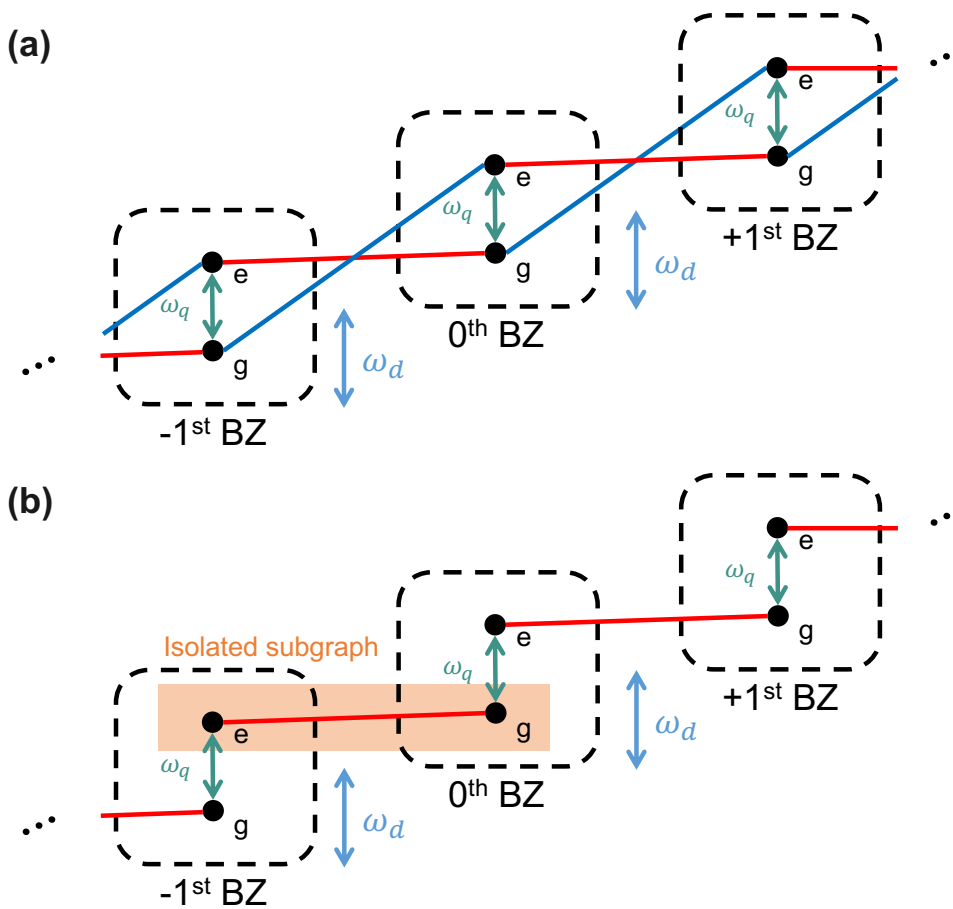 (a)
e
ω_q
g
+1st BZ
e
ω_q
g
ω_d
0th BZ
e
ω_q
g
ω_d
-1st BZ
(b)
e
ω_q
g
+1st BZ
Isolated subgraph
e
ω_q
g
ω_d
0th BZ
e
ω_q
g
ω_d
-1st BZ